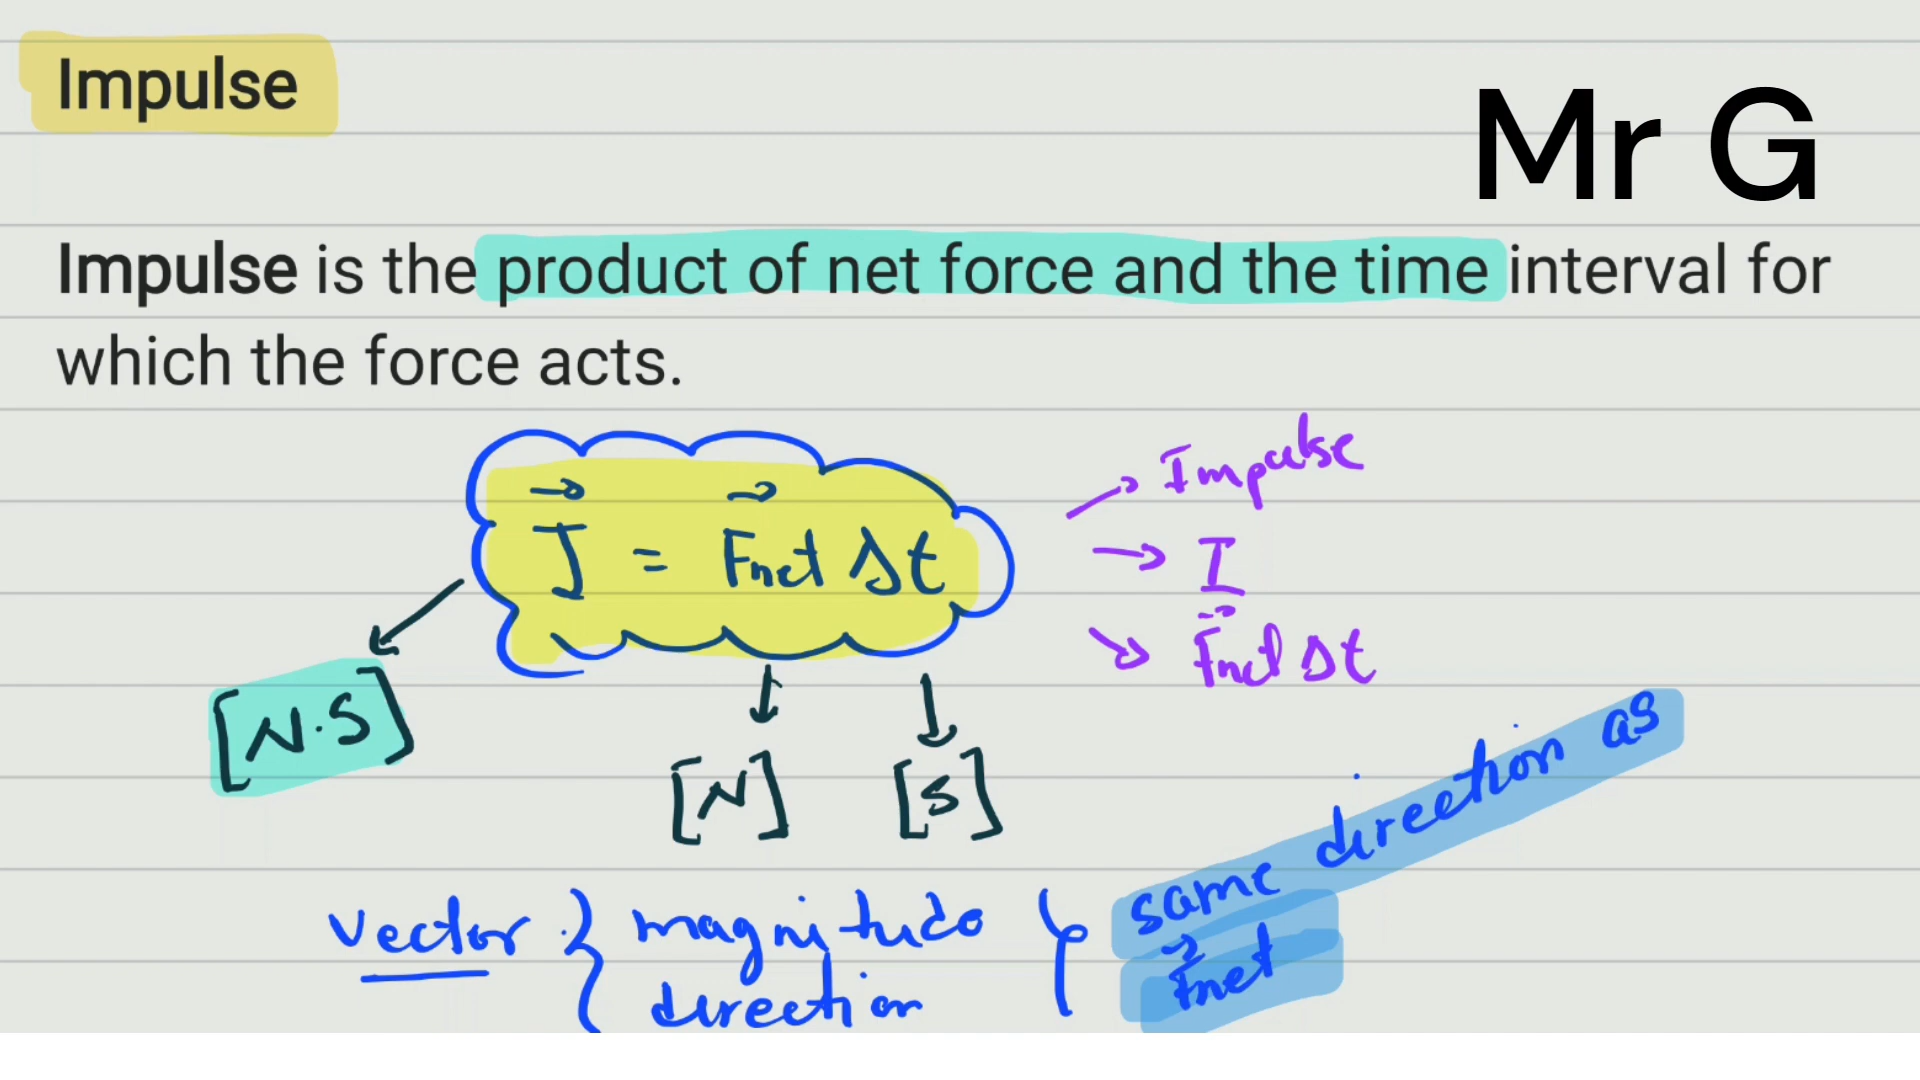 Impulse
Mr G
Impulse is the product of net force and the time interval for
which the force acts.
J = Fnet Δt
→ Impulse
→ I
→ Fnet Δt
[N·S]
[N] [S]
vector { magnitude
direction
same direction as
Fnet